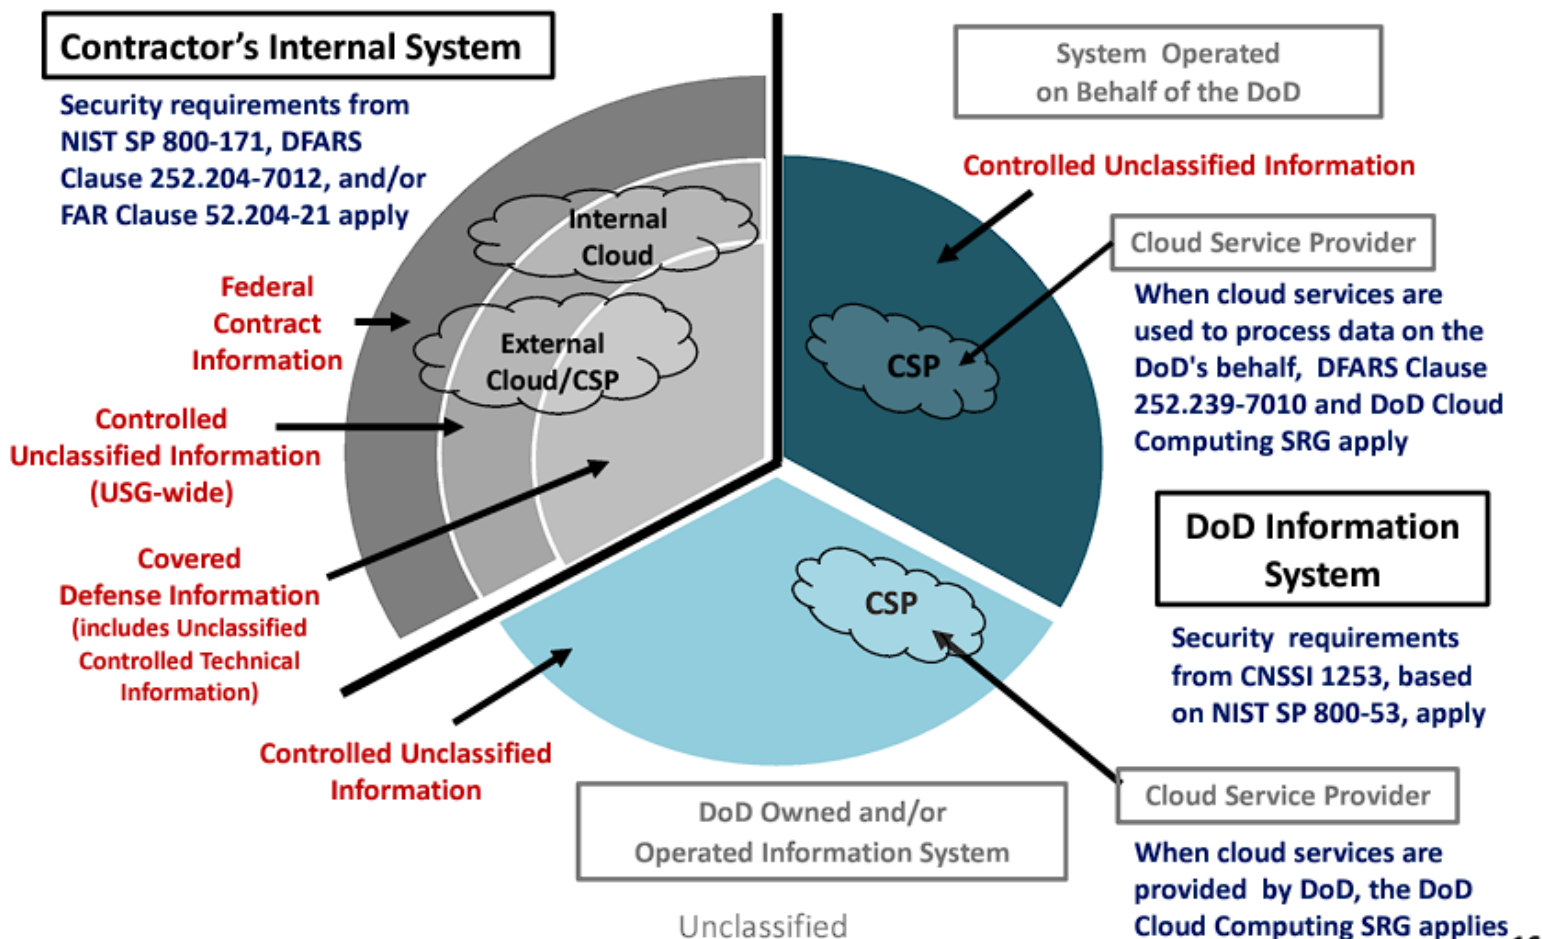 Contractor's Internal System
Security requirements from
NIST SP 800-171, DFARS
Clause 252.204-7012, and/or
FAR Clause 52.204-21 apply
Federal
Contract
Information
Controlled
Unclassified Information
(USG-wide)
Covered
Defense Information
(includes Unclassified
Controlled Technical
Information)
Internal
Cloud
External
Cloud/CSP
System Operated
on Behalf of the DoD
Controlled Unclassified Information
Cloud Service Provider
When cloud services are
used to process data on the
DoD's behalf, DFARS Clause
252.239-7010 and DoD Cloud
Computing SRG apply
CSP
DoD Information
System
Security requirements
from CNSSI 1253, based
on NIST SP 800-53, apply
CSP
Controlled Unclassified
Information
DoD Owned and/or
Operated Information System
Cloud Service Provider
When cloud services are
provided by DoD, the DoD
Cloud Computing SRG applies
Unclassified